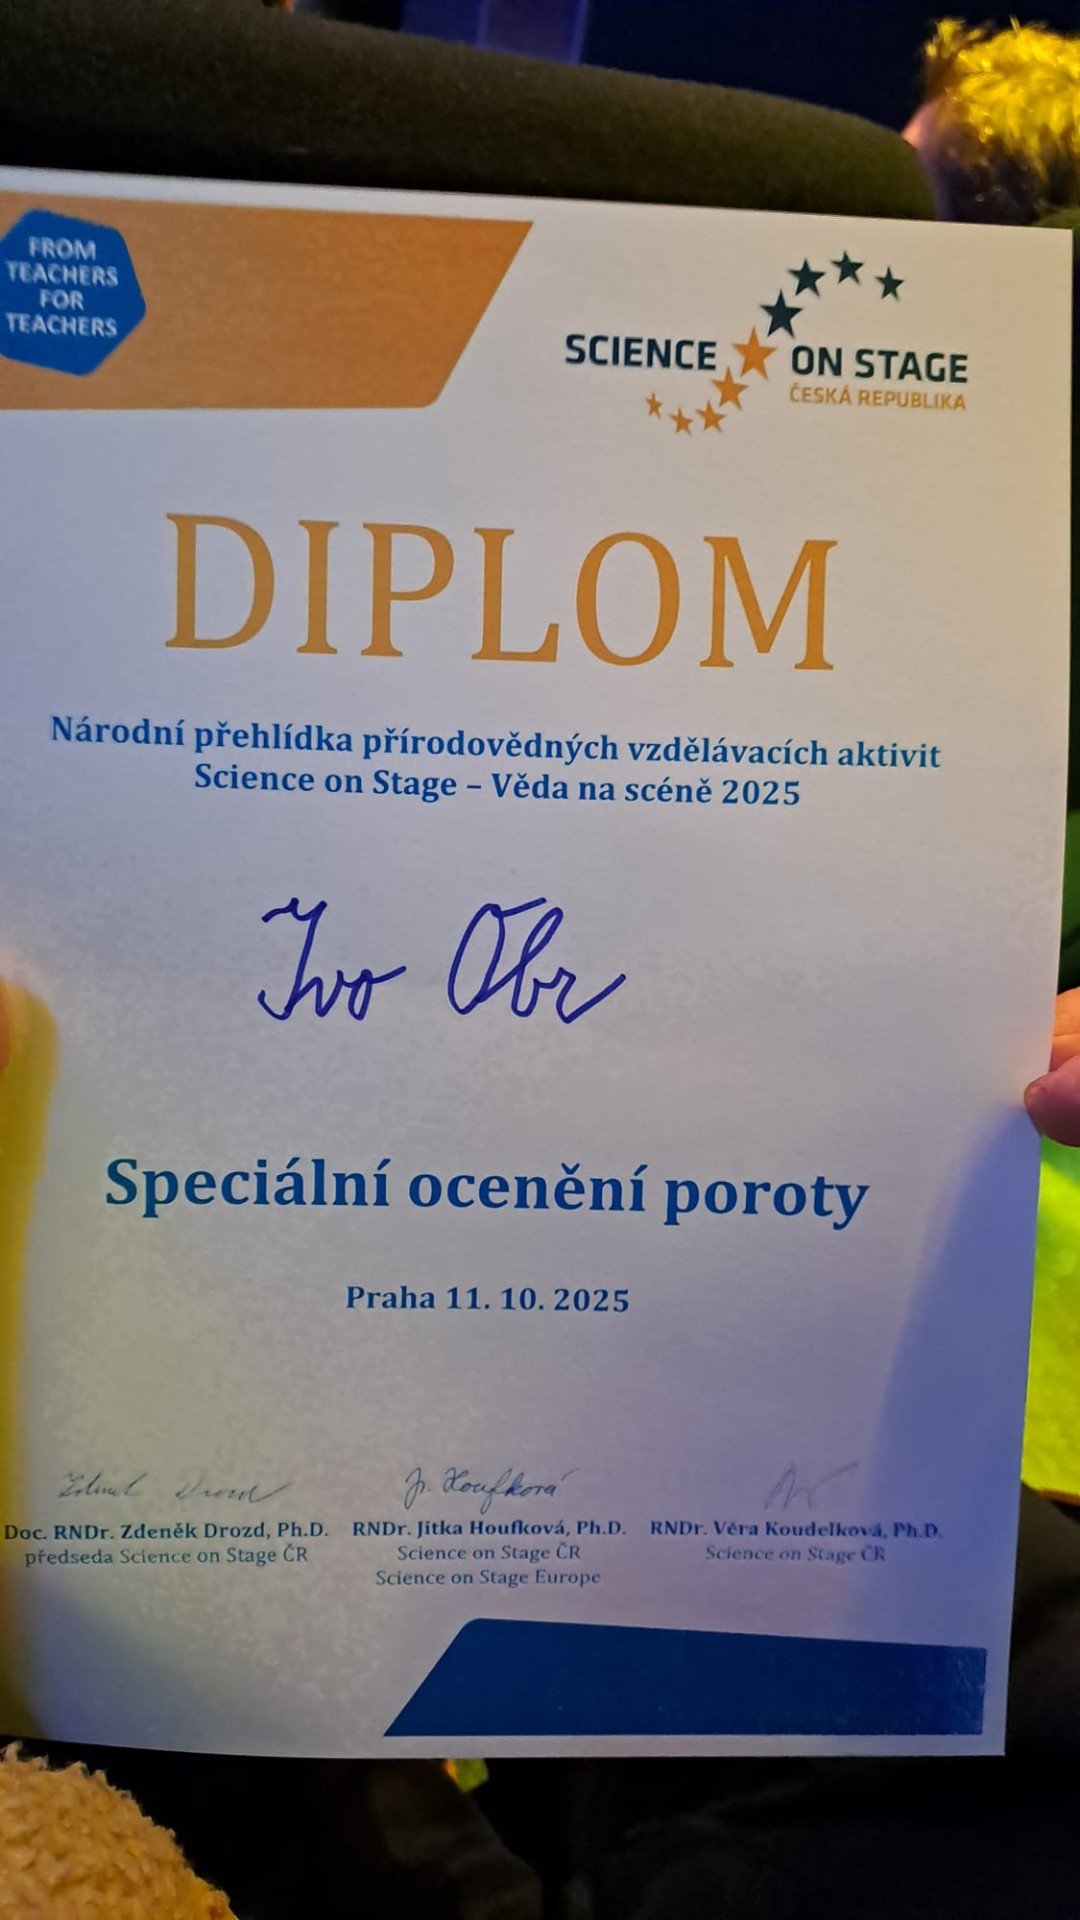 FROM
TEACHERS
FOR
TEACHERS
SCIENCE ON STAGE
ČESKÁ REPUBLIKA
DIPLOM
Národní přehlídka přírodovědných vzdělávacích aktivit
Science on Stage – Věda na scéně 2025
Ivo Obr
Speciální ocenění poroty
Praha 11. 10. 2025
Zdeněk Drozd
Ji. Houfková
Doc. RNDr. Zdeněk Drozd, Ph.D.
předseda Science on Stage ČR
RNDr. Jitka Houfková, Ph.D.
Science on Stage ČR
Science on Stage Europe
RNDr. Věra Koudelková, Ph.D.
Science on Stage ČR